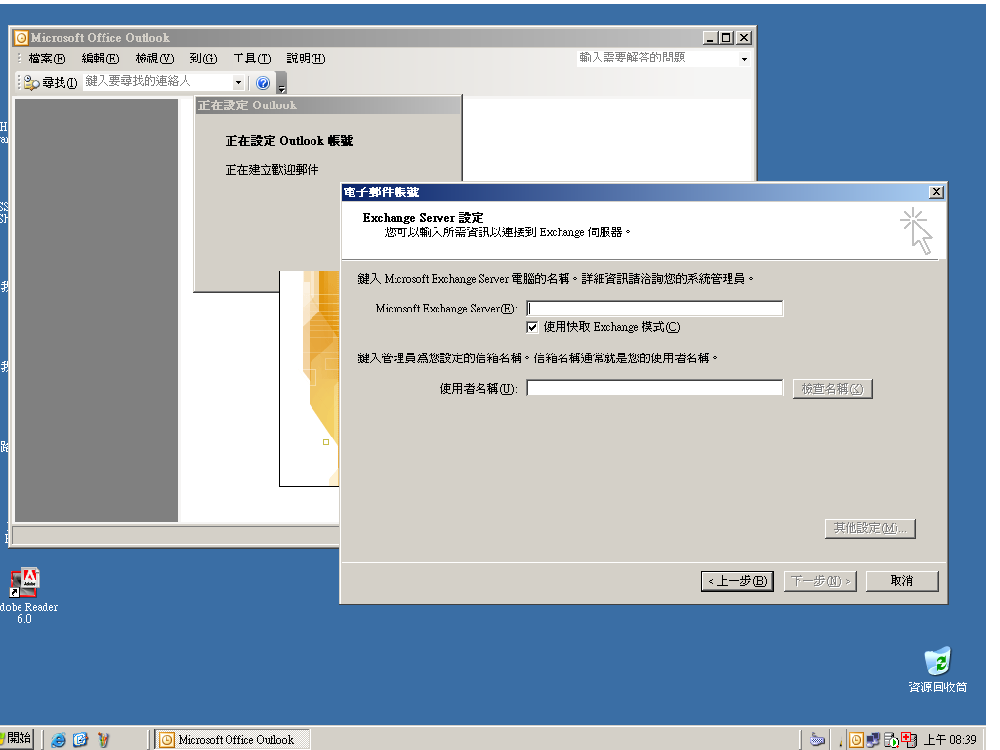 Microsoft Office Outlook
檔案(F) 編輯(E) 檢視(V) 到(G) 工具(T) 說明(H)
輸入需要解答的問題
尋找(I) 鍵入要尋找的連絡人
正在設定 Outlook
正在設定 Outlook 帳號
正在建立歡迎郵件
電子郵件帳號
Exchange Server 設定
您可以輸入所需資訊以連接到 Exchange 伺服器。
鍵入 Microsoft Exchange Server 電腦的名稱。詳細資訊請洽詢您的系統管理員。
Microsoft Exchange Server(E):
使用快取 Exchange 模式(C)
鍵入管理員為您設定的信箱名稱。信箱名稱通常就是您的使用者名稱。
使用者名稱(U):
檢查名稱(K)
其他設定(M)...
< 上一步(B)
下一步(N) >
取消
dobe Reader
6.0
資源回收筒
開始
Microsoft Office Outlook
上午 08:39